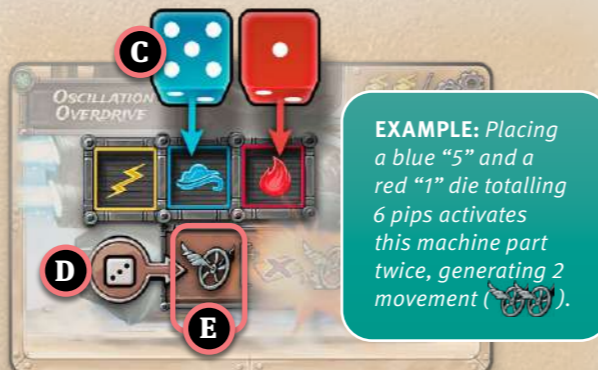 C
OSCILLATION
OVERDRIVE
D
E
EXAMPLE: Placing
a blue “5” and a
red “1” die totalling
6 pips activates
this machine part
twice, generating 2
movement ( ).